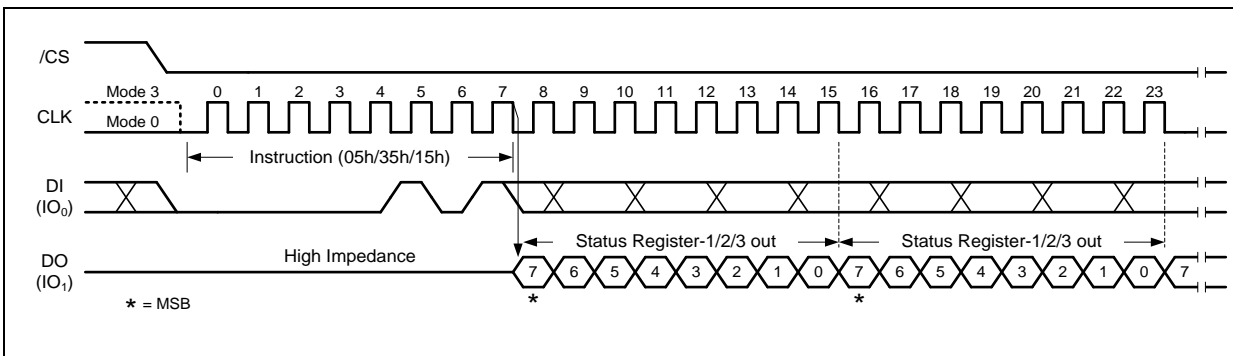 /CS
Mode 3 0 1 2 3 4 5 6 7 8 9 10 11 12 13 14 15 16 17 18 19 20 21 22 23
CLK
Mode 0
Instruction (05h/35h/15h)
DI
(IO₀)
Status Register-1/2/3 out Status Register-1/2/3 out
High Impedance
DO
(IO₁)
7 6 5 4 3 2 1 0 7 6 5 4 3 2 1 0 7
* *
* = MSB